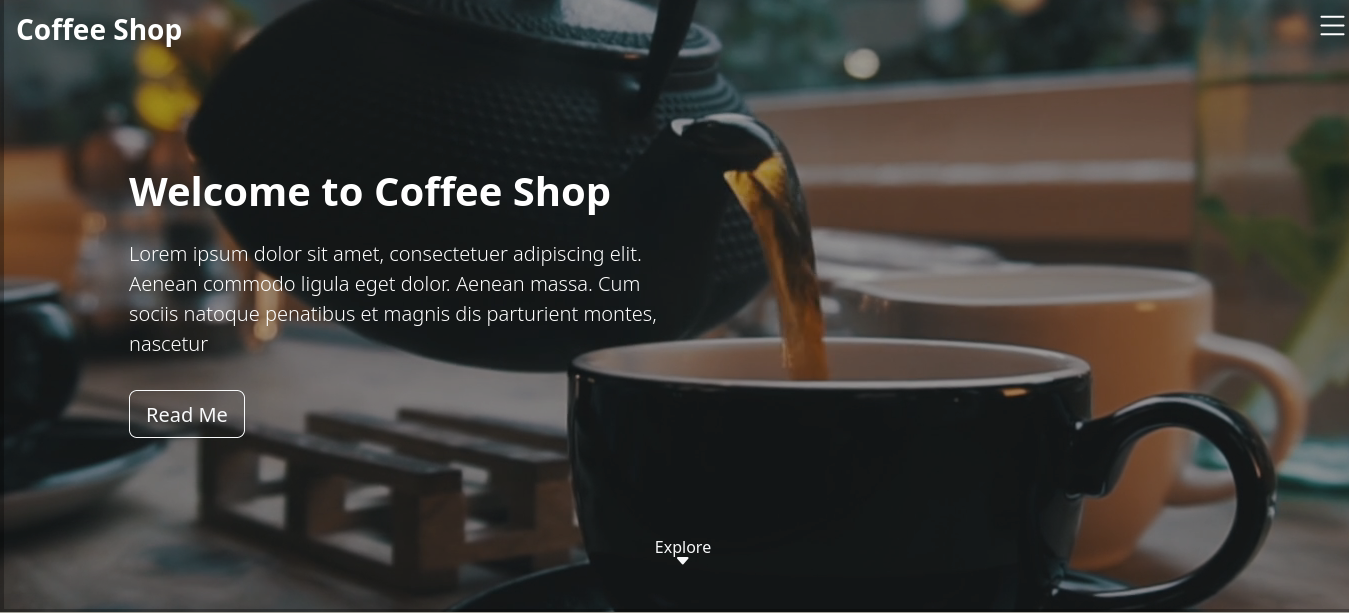 Coffee Shop
Welcome to Coffee Shop
Lorem ipsum dolor sit amet, consectetuer adipiscing elit.
Aenean commodo ligula eget dolor. Aenean massa. Cum
sociis natoque penatibus et magnis dis parturient montes,
nascetur
Read Me
Explore